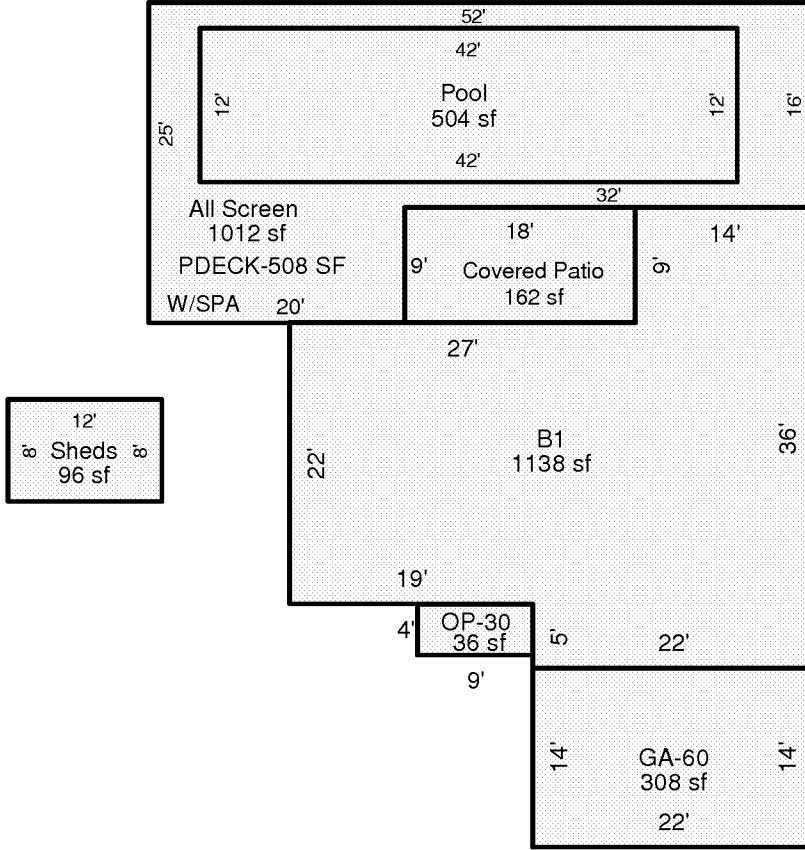 52'
42'
Pool
504 sf
12'
12'
16'
25'
42'
32'
All Screen
1012 sf
18'
14'
PDECK-508 SF
9'
Covered Patio
162 sf
9'
W/SPA
20'
27'
12'
8'
Sheds
8'
96 sf
B1
1138 sf
36'
22'
19'
4'
OP-30
36 sf
5'
22'
9'
14'
GA-60
308 sf
14'
22'